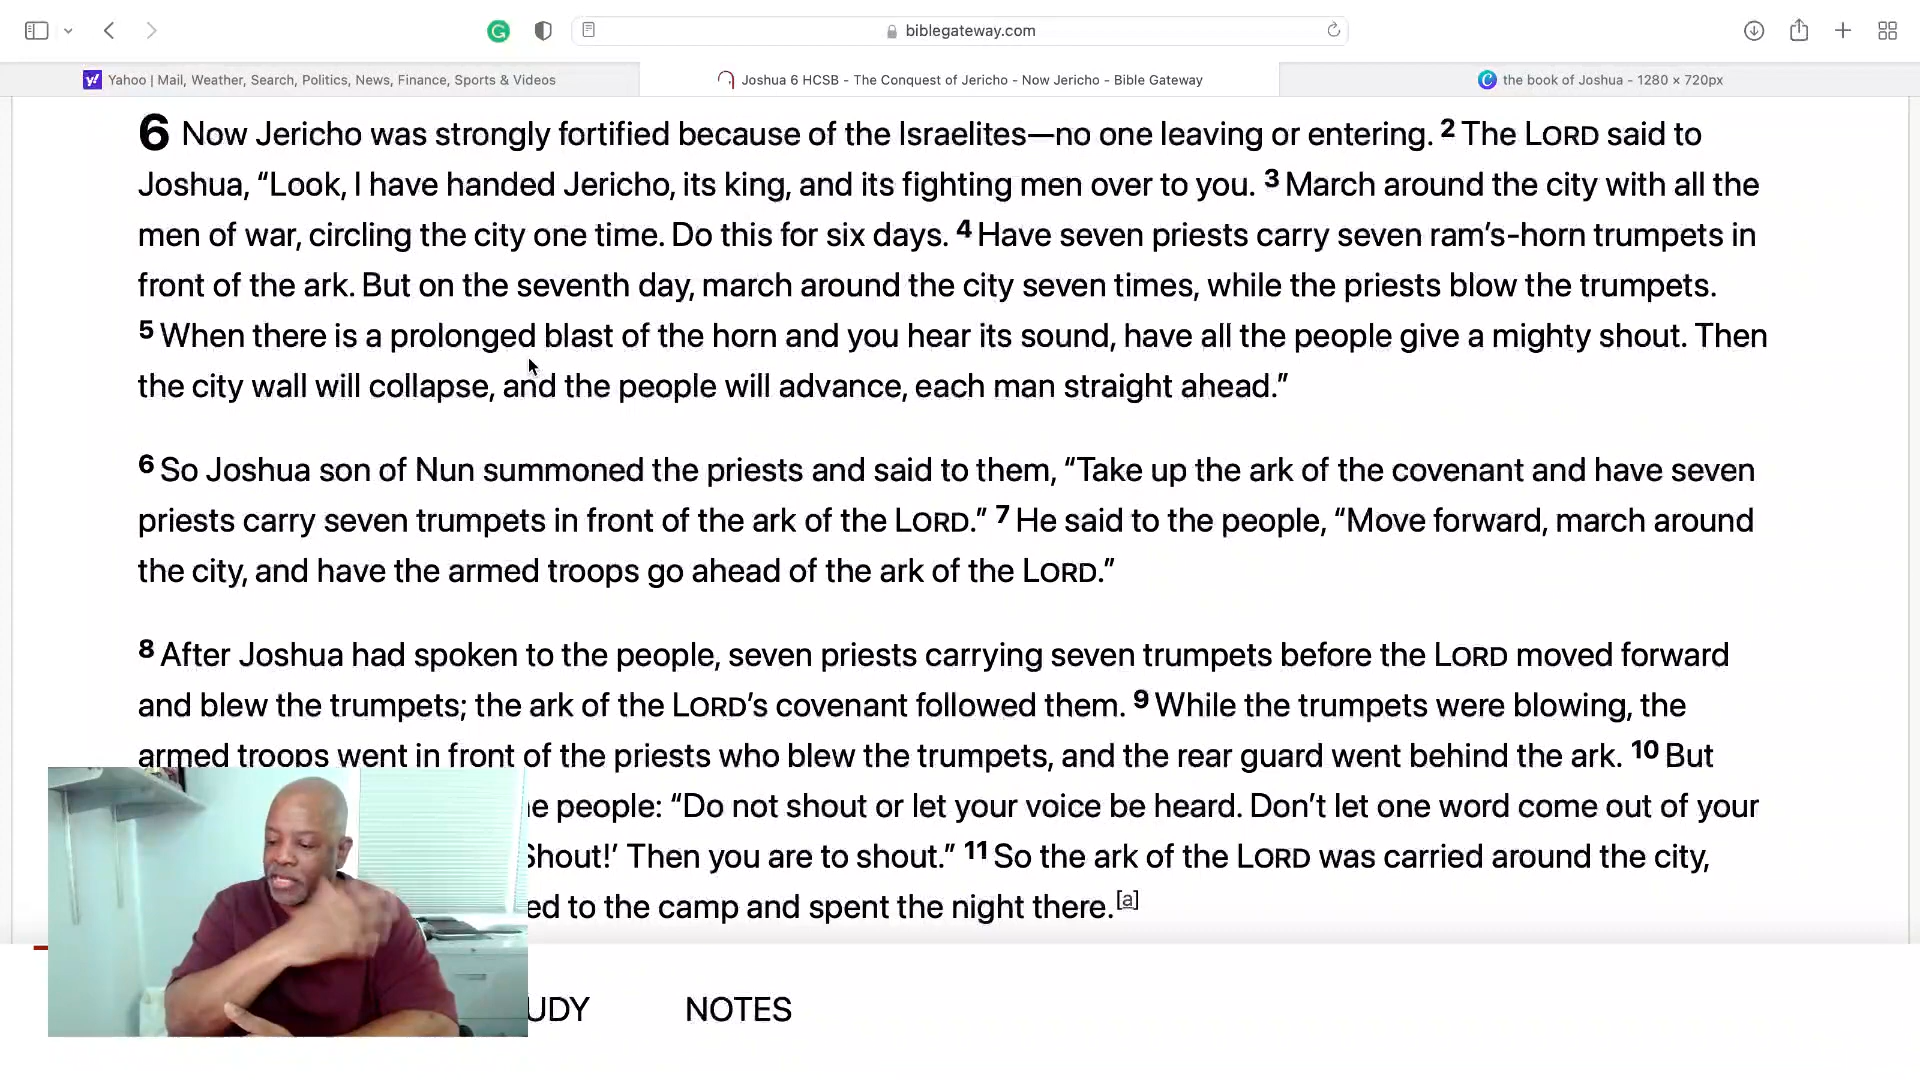 biblegateway.com
Yahoo | Mail, Weather, Search, Politics, News, Finance, Sports & Videos
Joshua 6 HCSB - The Conquest of Jericho - Now Jericho - Bible Gateway
the book of Joshua - 1280 × 720px
6 Now Jericho was strongly fortified because of the Israelites—no one leaving or entering. 2 The LORD said to
Joshua, “Look, I have handed Jericho, its king, and its fighting men over to you. 3 March around the city with all the
men of war, circling the city one time. Do this for six days. 4 Have seven priests carry seven ram’s-horn trumpets in
front of the ark. But on the seventh day, march around the city seven times, while the priests blow the trumpets.
5 When there is a prolonged blast of the horn and you hear its sound, have all the people give a mighty shout. Then
the city wall will collapse, and the people will advance, each man straight ahead.”
6 So Joshua son of Nun summoned the priests and said to them, “Take up the ark of the covenant and have seven
priests carry seven trumpets in front of the ark of the LORD.” 7 He said to the people, “Move forward, march around
the city, and have the armed troops go ahead of the ark of the LORD.”
8 After Joshua had spoken to the people, seven priests carrying seven trumpets before the LORD moved forward
and blew the trumpets; the ark of the LORD’s covenant followed them. 9 While the trumpets were blowing, the
armed troops went in front of the priests who blew the trumpets, and the rear guard went behind the ark. 10 But
people: “Do not shout or let your voice be heard. Don’t let one word come out of your
Shout!’ Then you are to shout.” 11 So the ark of the LORD was carried around the city,
ed to the camp and spent the night there.[a]
UDY NOTES